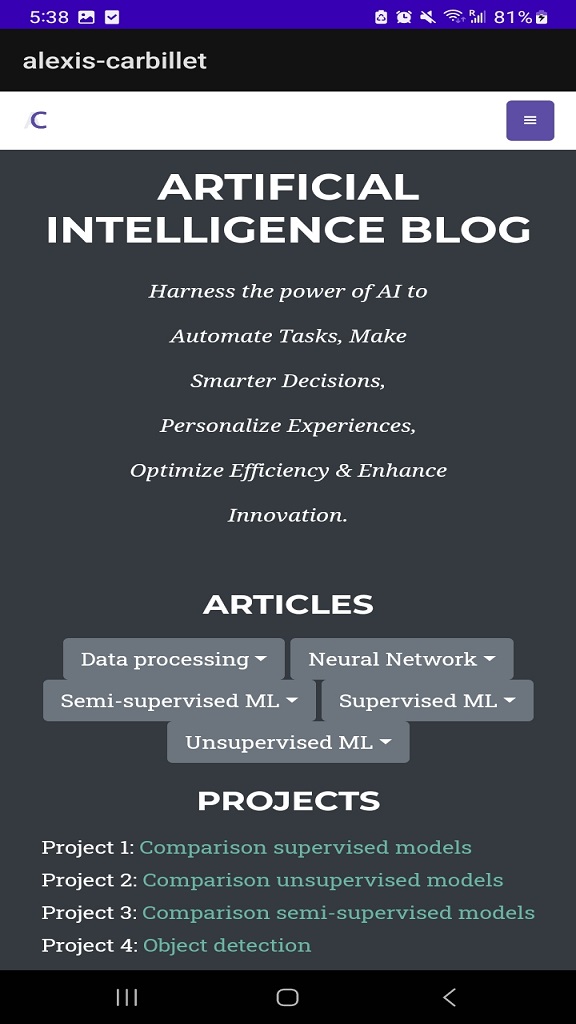 5:38
R
81%
alexis-carbillet
AC
ARTIFICIAL
INTELLIGENCE BLOG
Harness the power of AI to
Automate Tasks, Make
Smarter Decisions,
Personalize Experiences,
Optimize Efficiency & Enhance
Innovation.
ARTICLES
Data processing
Neural Network
Semi-supervised ML
Supervised ML
Unsupervised ML
PROJECTS
Project 1: Comparison supervised models
Project 2: Comparison unsupervised models
Project 3: Comparison semi-supervised models
Project 4: Object detection